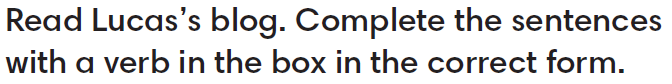 Read Lucas's blog. Complete the sentences
with a verb in the box in the correct form.